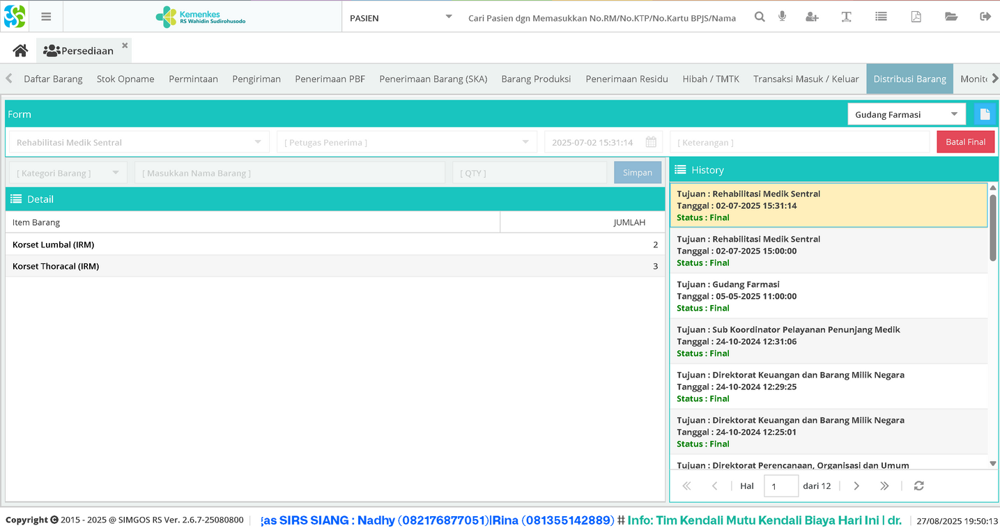 Kemenkes
RS Wahidin Sudirohusodo
PASIEN
Cari Pasien dgn Memasukkan No.RM/No.KTP/No.Kartu BPJS/Nama
Persediaan
Daftar Barang
Stok Opname
Permintaan
Pengiriman
Penerimaan PBF
Penerimaan Barang (SKA)
Barang Produksi
Penerimaan Residu
Hibah / TMTK
Transaksi Masuk / Keluar
Distribusi Barang
Form
Gudang Farmasi
Rehabilitasi Medik Sentral
[ Petugas Penerima ]
2025-07-02 15:31:14
[ Keterangan ]
Batal Final
[ Kategori Barang ]
[ Masukkan Nama Barang ]
[ QTY ]
Simpan
Detail
Item Barang
JUMLAH
Korset Lumbal (IRM)
2
Korset Thoracal (IRM)
3
History
Tujuan : Rehabilitasi Medik Sentral
Tanggal : 02-07-2025 15:31:14
Status : Final
Tujuan : Rehabilitasi Medik Sentral
Tanggal : 02-07-2025 15:00:00
Status : Final
Tujuan : Gudang Farmasi
Tanggal : 05-05-2025 11:00:00
Status : Final
Tujuan : Sub Koordinator Pelayanan Penunjang Medik
Tanggal : 24-10-2024 12:31:06
Status : Final
Tujuan : Direktorat Keuangan dan Barang Milik Negara
Tanggal : 24-10-2024 12:29:25
Status : Final
Tujuan : Direktorat Keuangan dan Barang Milik Negara
Tanggal : 24-10-2024 12:25:01
Status : Final
Tujuan : Direktorat Perencanaan, Organisasi dan Umum
Hal 1 dari 12
Copyright © 2015 - 2025 @ SIMGOS RS Ver. 2.6.7-25080800
SIRS SIANG : Nadhy (082176877051)|Rina (081355142889) # Info: Tim Kendali Mutu Kendali Biaya Hari Ini | dr.
27/08/2025 19:50:13